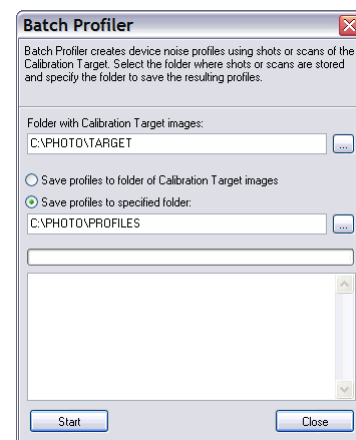 Batch Profiler
Batch Profiler creates device noise profiles using shots or scans of the
Calibration Target. Select the folder where shots or scans are stored
and specify the folder to save the resulting profiles.
Folder with Calibration Target images:
C:\PHOTO\TARGET
...
Save profiles to folder of Calibration Target images
Save profiles to specified folder:
C:\PHOTO\PROFILES
...
Start
Close